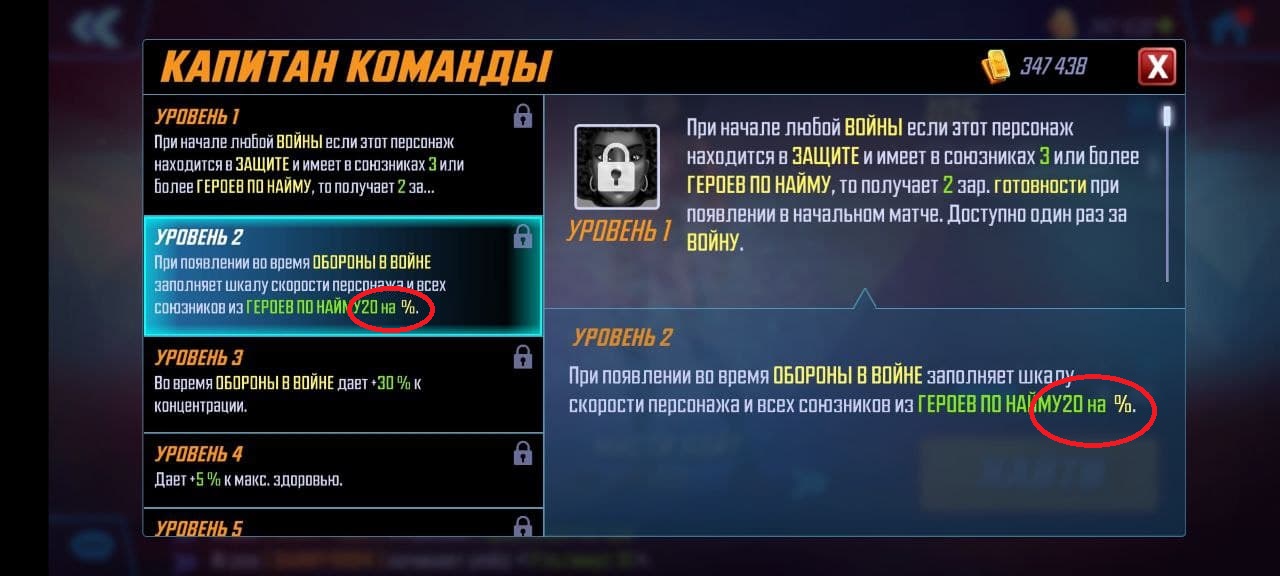 КАПИТАН КОМАНДЫ
347 438
X
УРОВЕНЬ 1
При начале любой ВОЙНЫ если этот персонаж
находится в ЗАЩИТЕ и имеет в союзниках 3 или
более ГЕРОЕВ ПО НАЙМУ, то получает 2 за...
УРОВЕНЬ 2
При появлении во время ОБОРОНЫ В ВОЙНЕ
заполняет шкалу скорости персонажа и всех
союзников из ГЕРОЕВ ПО НАЙМУ20 на %.
УРОВЕНЬ 3
Во время ОБОРОНЫ В ВОЙНЕ дает +30 % к
концентрации.
УРОВЕНЬ 4
Дает +5 % к макс. здоровью.
УРОВЕНЬ 5
УРОВЕНЬ 1
При начале любой ВОЙНЫ если этот персонаж
находится в ЗАЩИТЕ и имеет в союзниках 3 или более
ГЕРОЕВ ПО НАЙМУ, то получает 2 зар. готовности при
появлении в начальном матче. Доступно один раз за
ВОЙНУ.
УРОВЕНЬ 2
При появлении во время ОБОРОНЫ В ВОЙНЕ заполняет шкалу
скорости персонажа и всех союзников из ГЕРОЕВ ПО НАЙМУ20 на %.